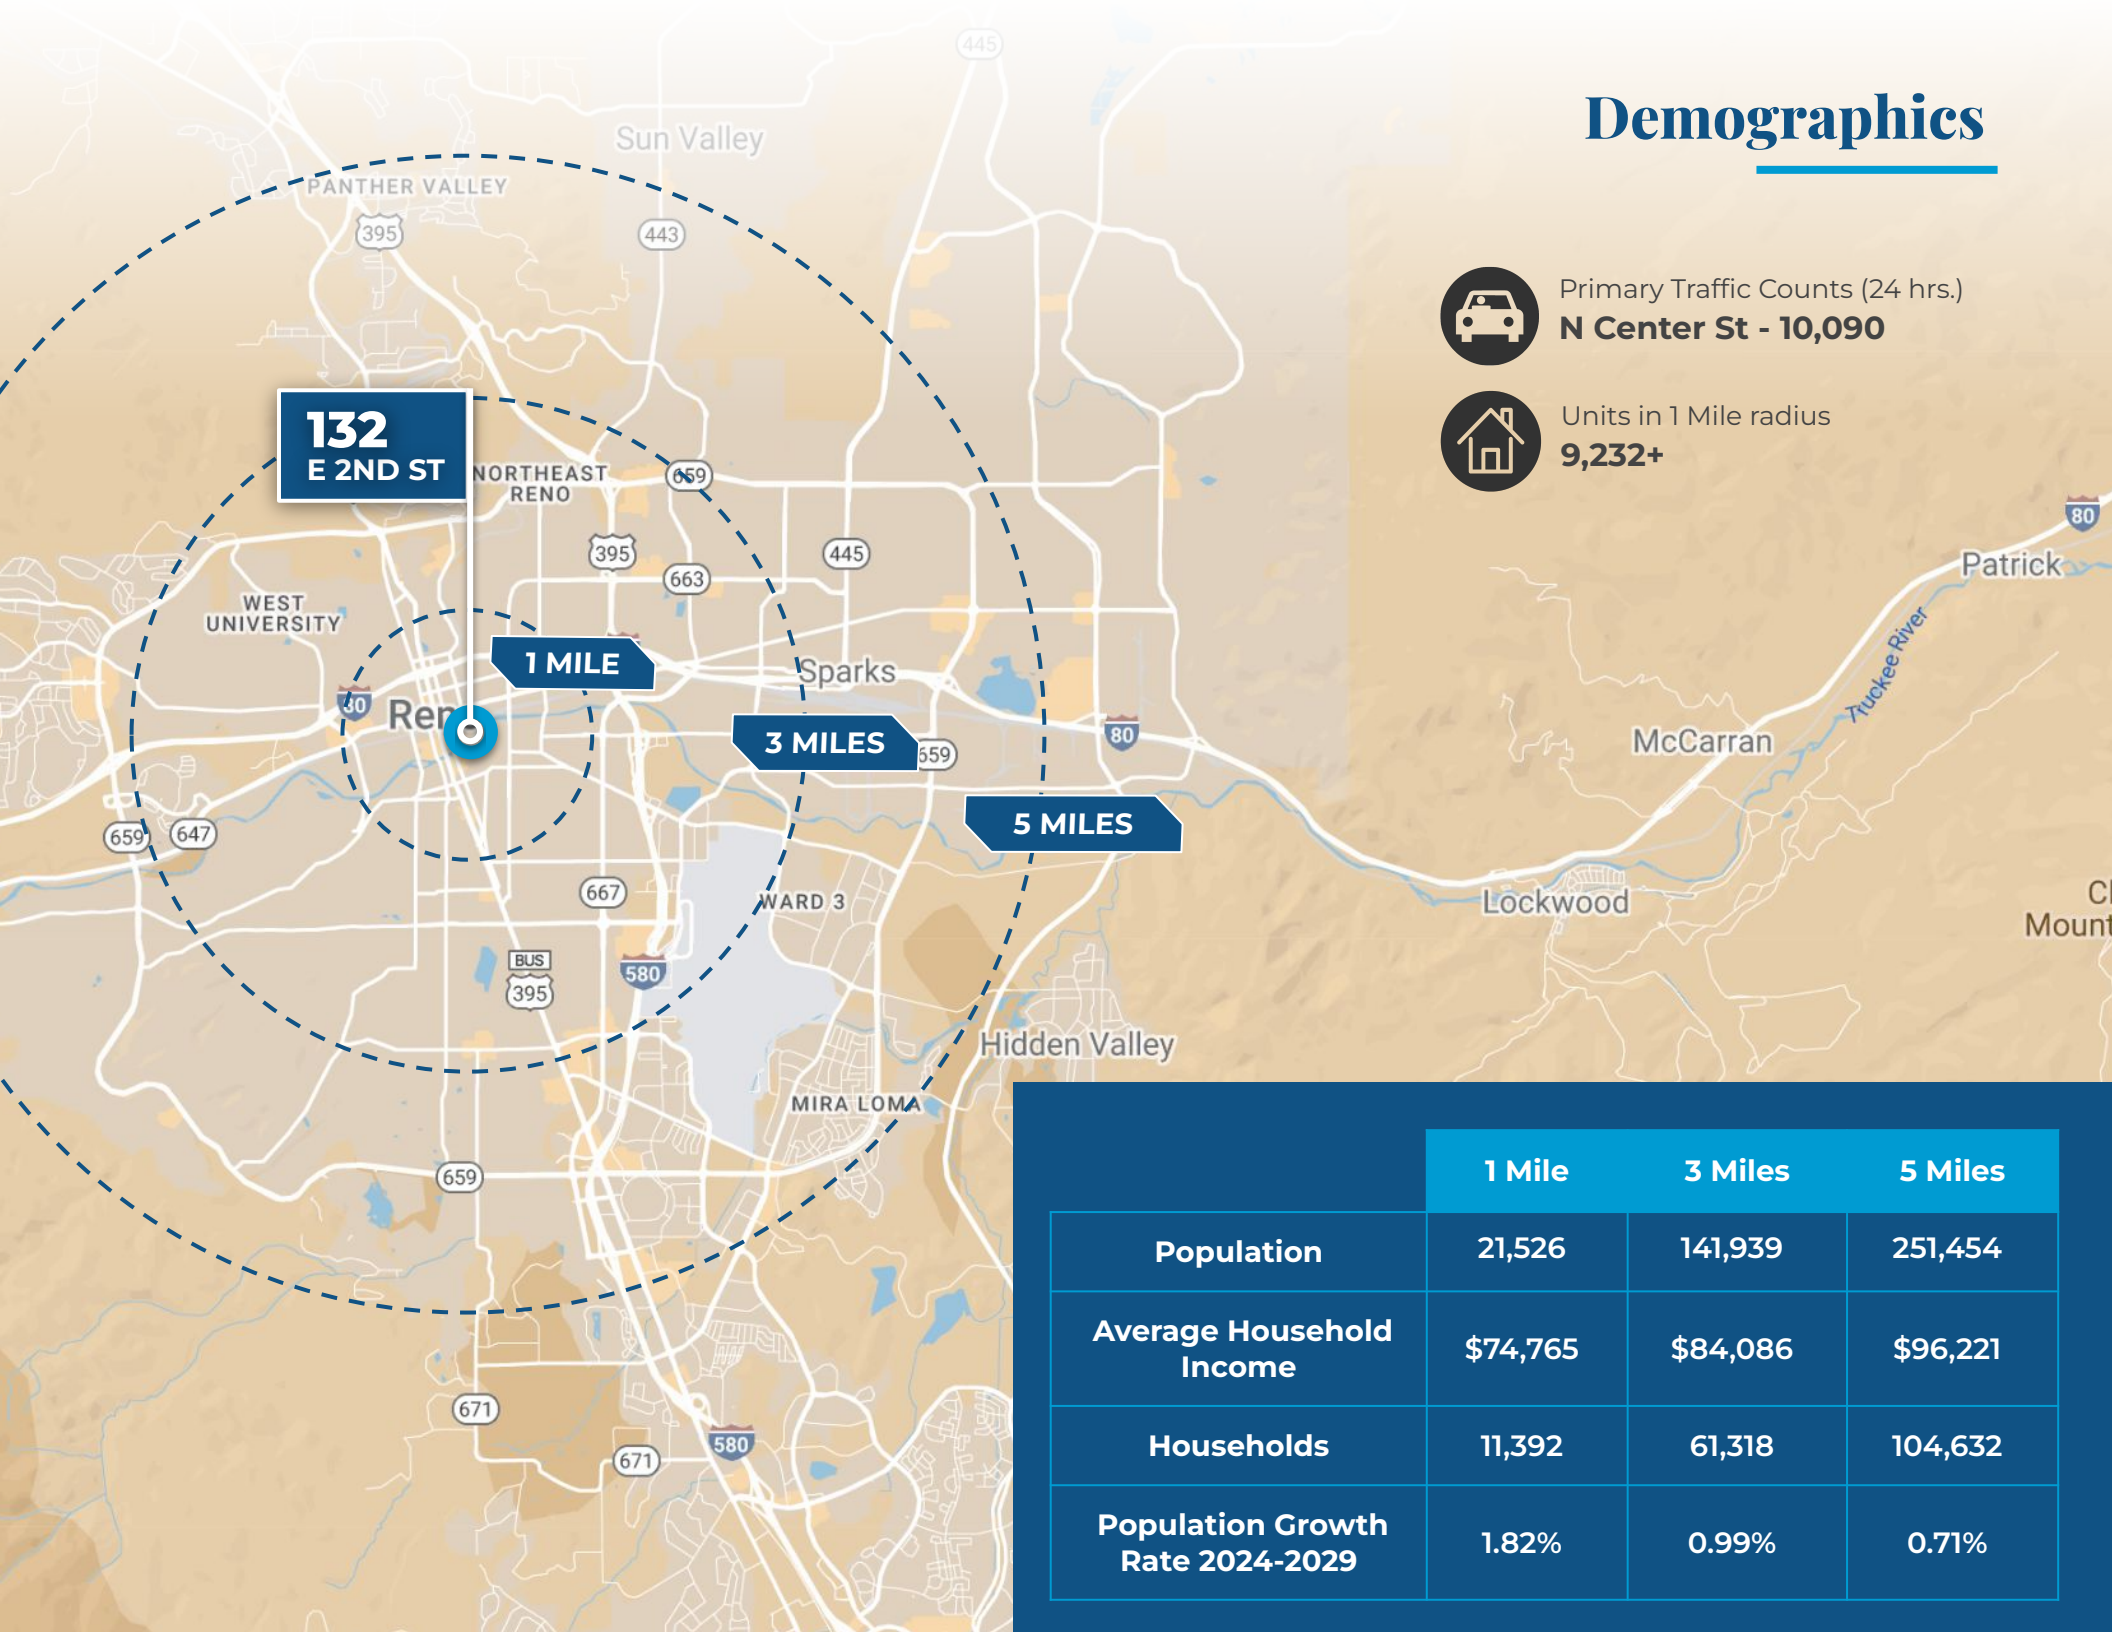 Demographics
Primary Traffic Counts (24 hrs.)
N Center St - 10,090
Units in 1 Mile radius
9,232+
445
Sun Valley
PANTHER VALLEY
395
443
132
E 2ND ST
NORTHEAST
RENO
659
395
445
663
80
Patrick
Truckee River
WEST
UNIVERSITY
1 MILE
Sparks
80
Ren
3 MILES
659
80
McCarran
5 MILES
659
647
667
WARD 3
Lockwood
Mount
BUS
395
580
Hidden Valley
MIRA LOMA
659
671
580
671
1 Mile 3 Miles 5 Miles
Population 21,526 141,939 251,454
Average Household
Income $74,765 $84,086 $96,221
Households 11,392 61,318 104,632
Population Growth
Rate 2024-2029 1.82% 0.99% 0.71%